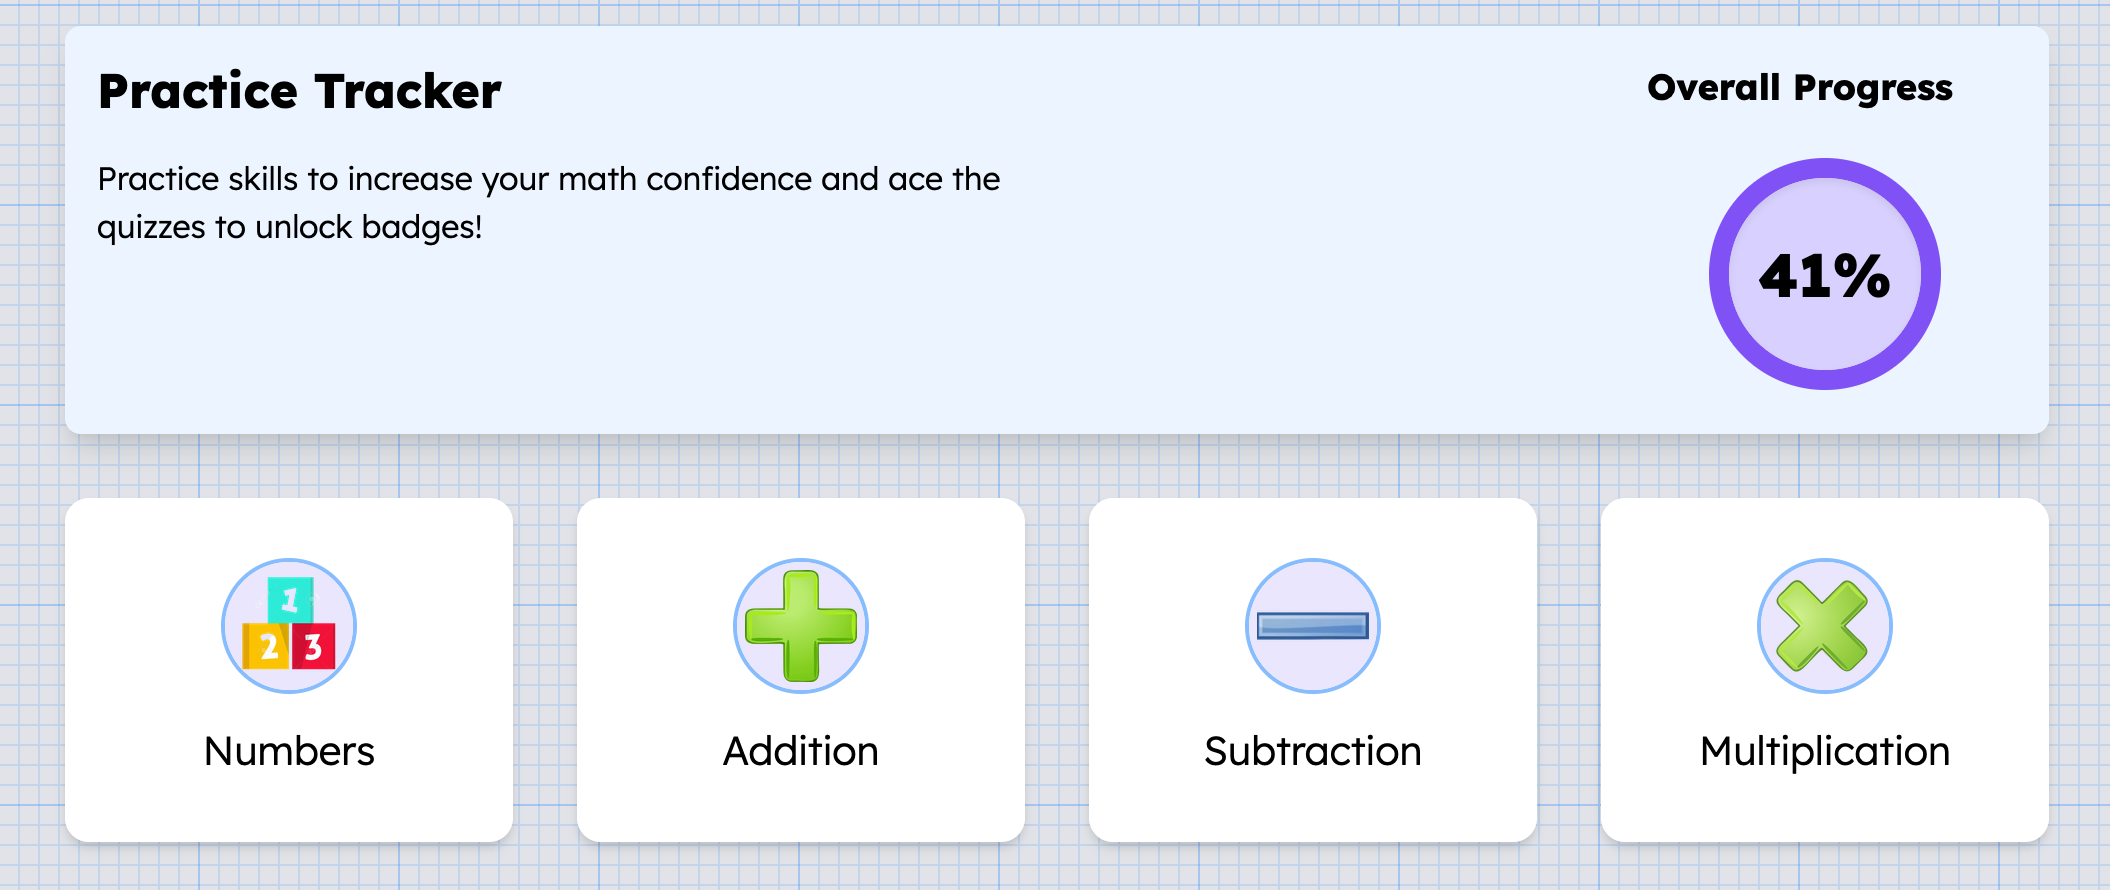 Practice Tracker
Overall Progress
Practice skills to increase your math confidence and ace the
quizzes to unlock badges!
41%
1
2 3
Numbers
Addition
Subtraction
Multiplication